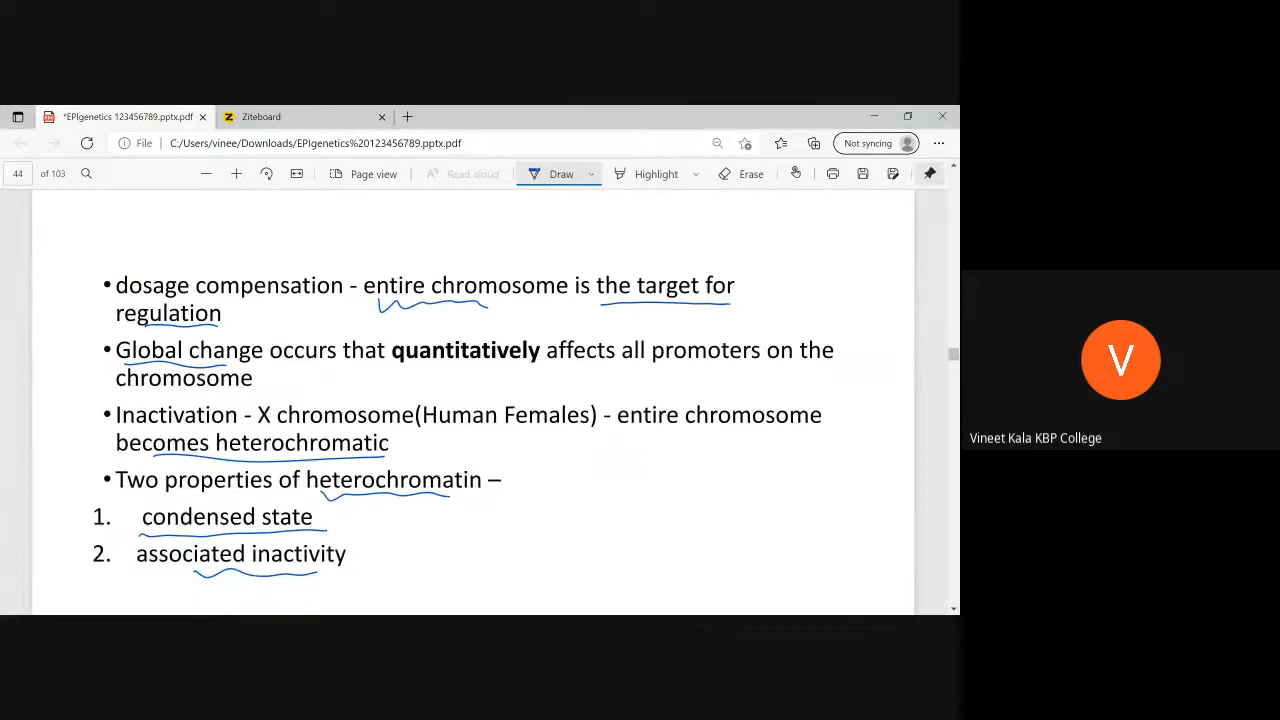 *EPIgenetics 123456789.pptx.pdf
Ziteboard
File
C:/Users/vinee/Downloads/EPIgenetics%20123456789.pptx.pdf
Not syncing
44 of 103
Page view
Read aloud
Draw
Highlight
Erase
•dosage compensation - entire chromosome is the target for
regulation
•Global change occurs that quantitatively affects all promoters on the
chromosome
•Inactivation - X chromosome(Human Females) - entire chromosome
becomes heterochromatic
•Two properties of heterochromatin –
1. condensed state
2. associated inactivity
V
Vineet Kala KBP College